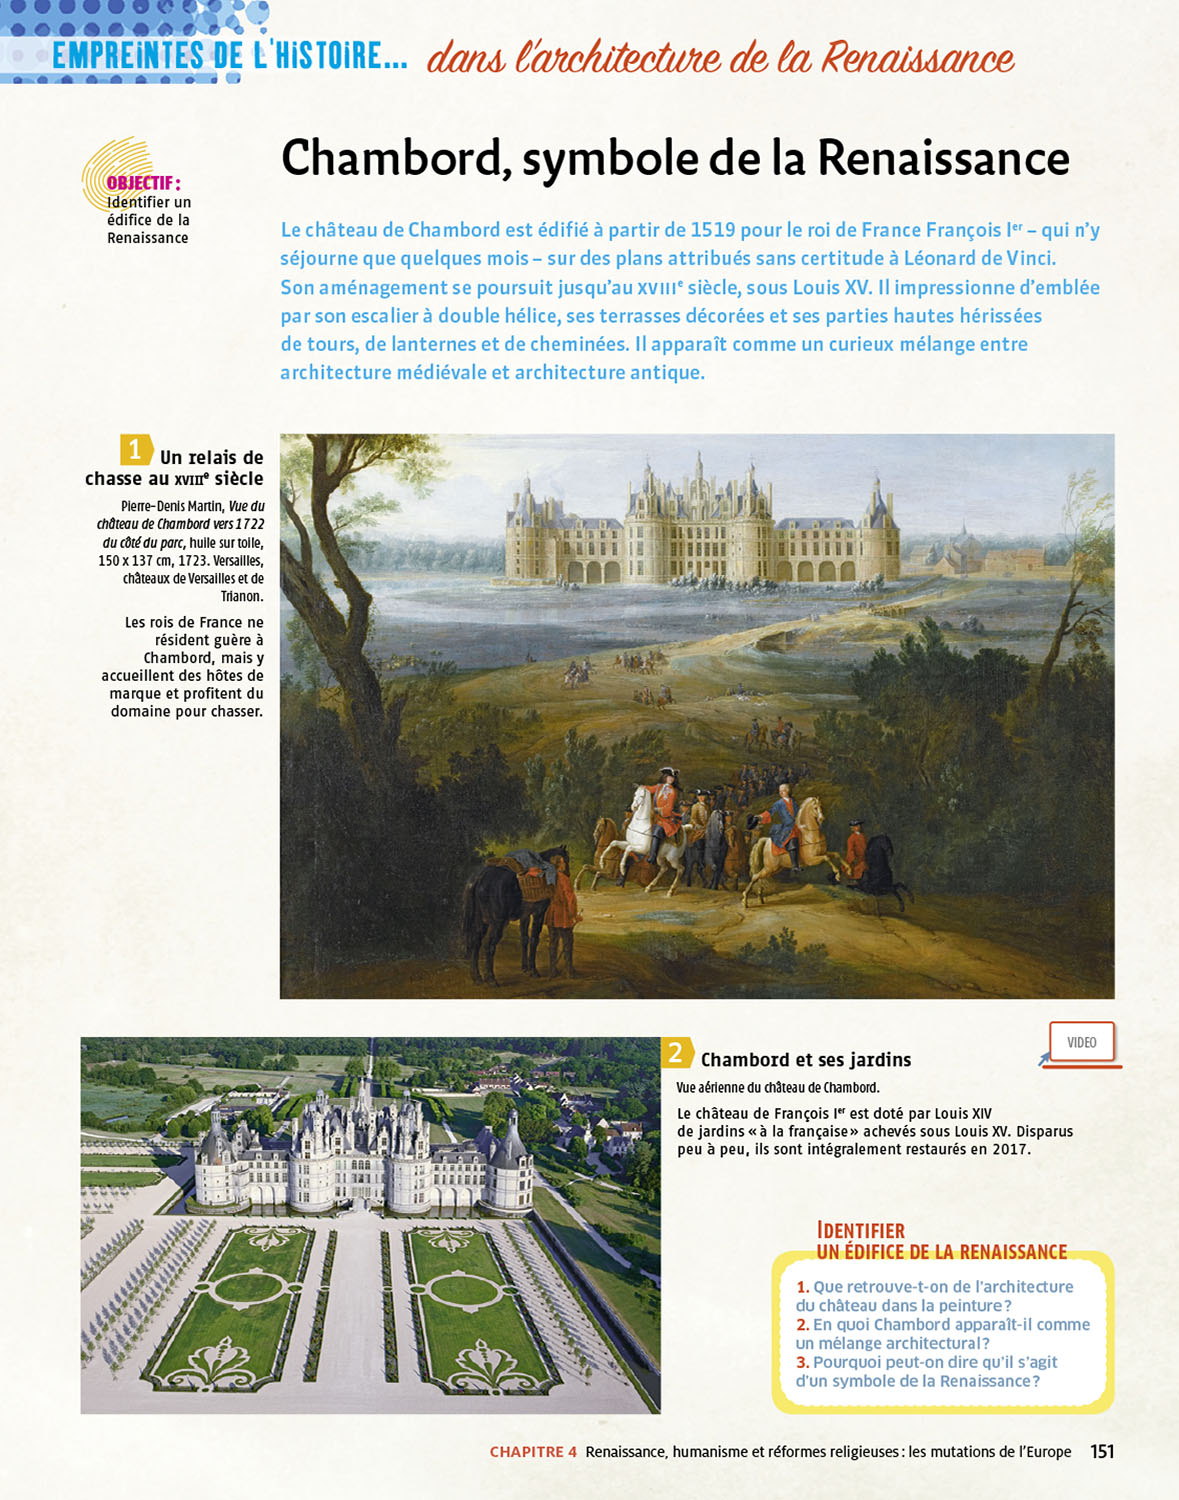 EMPREINTES DE L'HISTOIRE... dans l'architecture de la Renaissance
OBJECTIF :
Identifier un
édifice de la
Renaissance
Chambord, symbole de la Renaissance
Le château de Chambord est édifié à partir de 1519 pour le roi de France François Ier – qui n'y
séjourne que quelques mois – sur des plans attribués sans certitude à Léonard de Vinci.
Son aménagement se poursuit jusqu'au XVIIIe siècle, sous Louis XV. Il impressionne d'emblée
par son escalier à double hélice, ses terrasses décorées et ses parties hautes hérissées
de tours, de lanternes et de cheminées. Il apparaît comme un curieux mélange entre
architecture médiévale et architecture antique.
1 Un relais de
chasse au XVIIIe siècle
Pierre-Denis Martin, Vue du
château de Chambord vers 1722
du côté du parc, huile sur toile,
150 x 137 cm, 1723. Versailles,
châteaux de Versailles et de
Trianon.
Les rois de France ne
résident guère à
Chambord, mais y
accueillent des hôtes de
marque et profitent du
domaine pour chasser.
2 Chambord et ses jardins
VIDEO
Vue aérienne du château de Chambord.
Le château de François Ier est doté par Louis XIV
de jardins « à la française » achevés sous Louis XV. Disparus
peu à peu, ils sont intégralement restaurés en 2017.
IDENTIFIER
UN ÉDIFICE DE LA RENAISSANCE
1. Que retrouve-t-on de l'architecture
du château dans la peinture ?
2. En quoi Chambord apparaît-il comme
un mélange architectural ?
3. Pourquoi peut-on dire qu'il s'agit
d'un symbole de la Renaissance ?
CHAPITRE 4 Renaissance, humanisme et réformes religieuses : les mutations de l'Europe 151